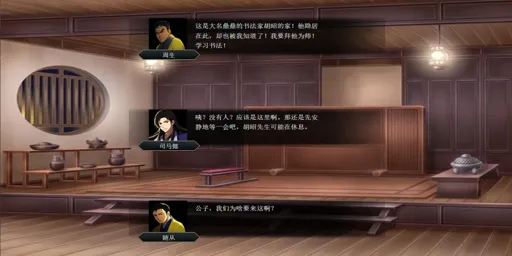 这是大名鼎鼎的书法家胡昭的家！他隐居
在此，却也被我知道了！我要拜他为师！
学习书法！
周生
咦？没有人？应该是这里啊。那还是先安
静地等一会吧，胡昭先生可能在休息。
司马懿
公子，我们为啥要来这啊？
随从